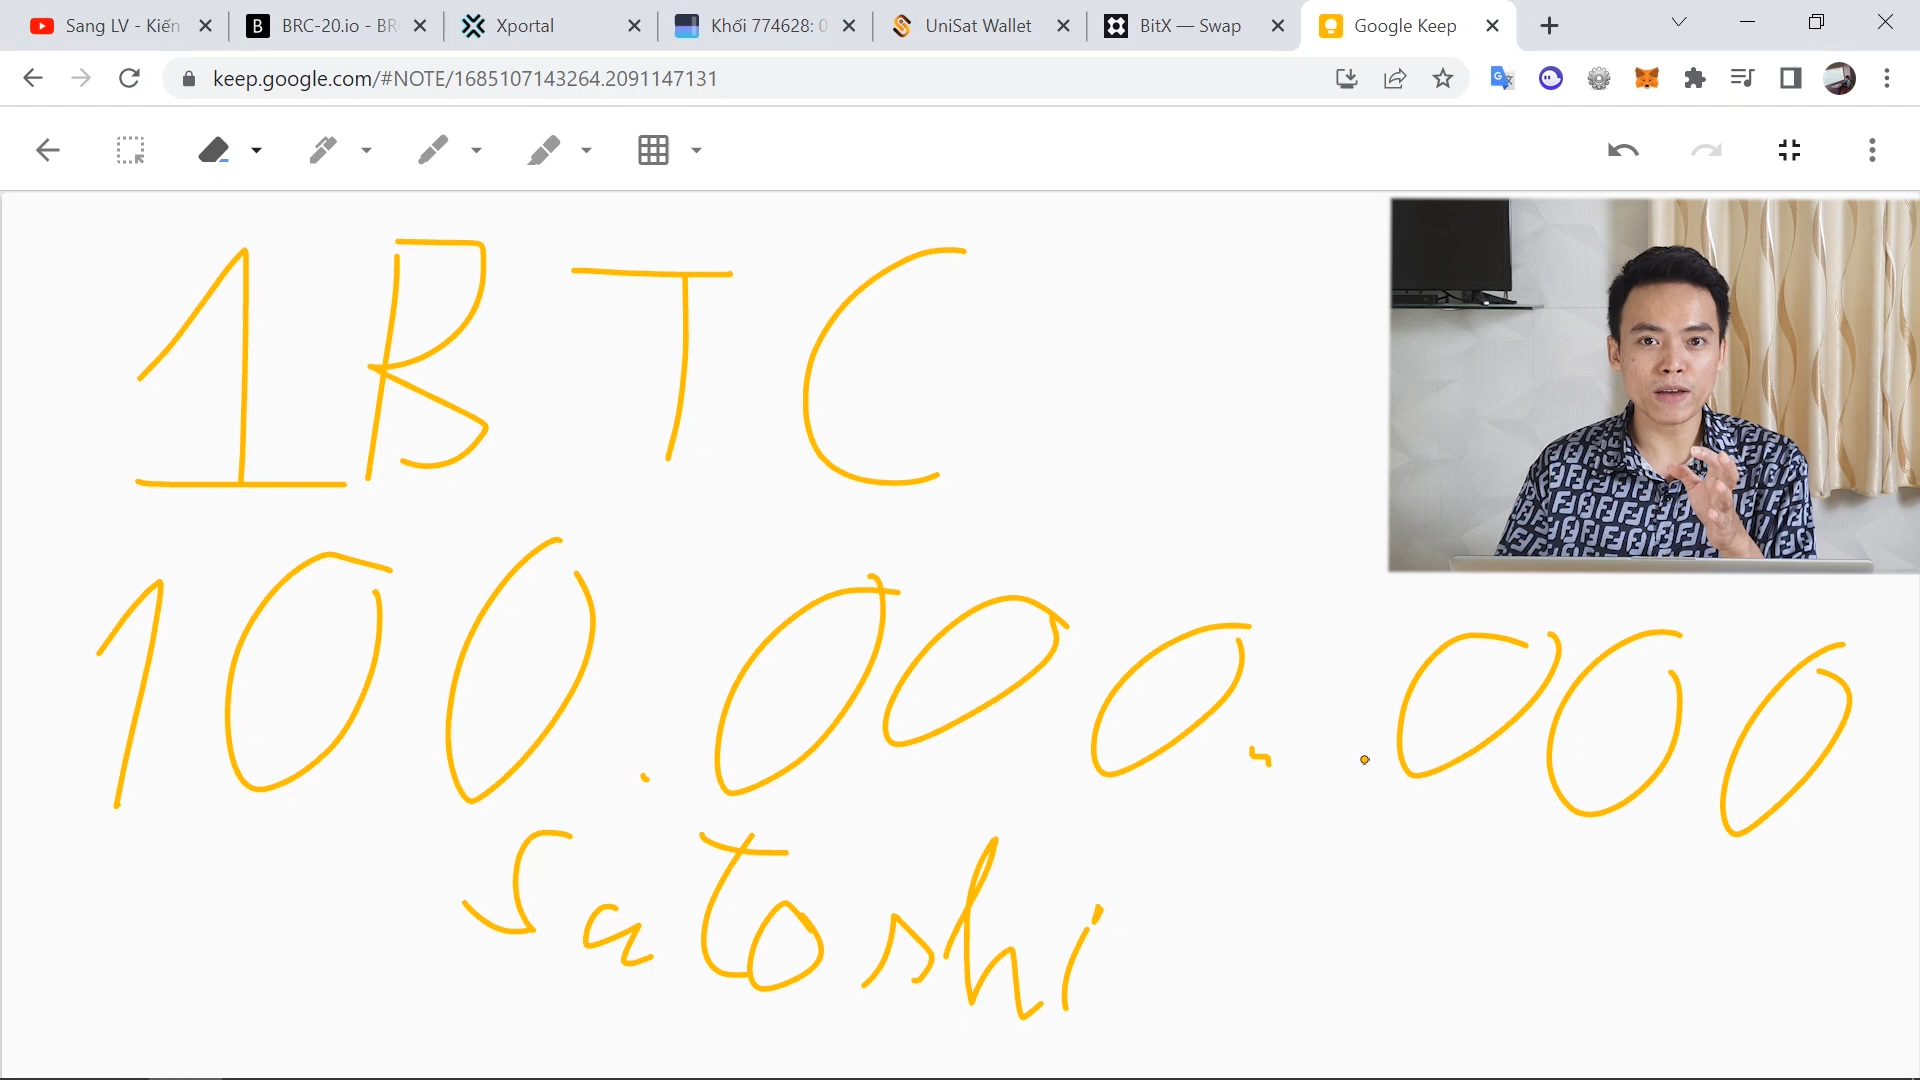 Sang LV - Kiến
BRC-20.io - BR
Xportal
Khối 774628: 0
UniSat Wallet
BitX — Swap
Google Keep
keep.google.com/#NOTE/1685107143264.2091147131
1BTC
100.000..000
Satoshi